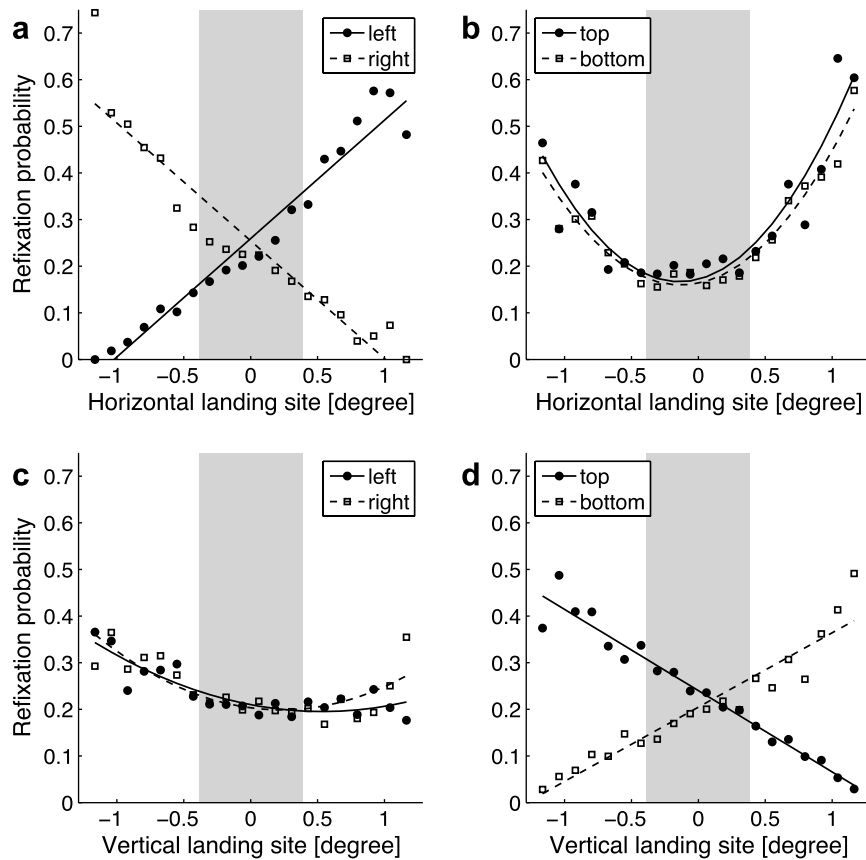 a
left
right
0.7
0.6
0.5
0.4
0.3
0.2
0.1
0
Refixation probability
−1 −0.5 0 0.5 1
Horizontal landing site [degree]
b
top
bottom
0.7
0.6
0.5
0.4
0.3
0.2
0.1
0
−1 −0.5 0 0.5 1
Horizontal landing site [degree]
c
left
right
0.7
0.6
0.5
0.4
0.3
0.2
0.1
0
Refixation probability
−1 −0.5 0 0.5 1
Vertical landing site [degree]
d
top
bottom
0.7
0.6
0.5
0.4
0.3
0.2
0.1
0
−1 −0.5 0 0.5 1
Vertical landing site [degree]